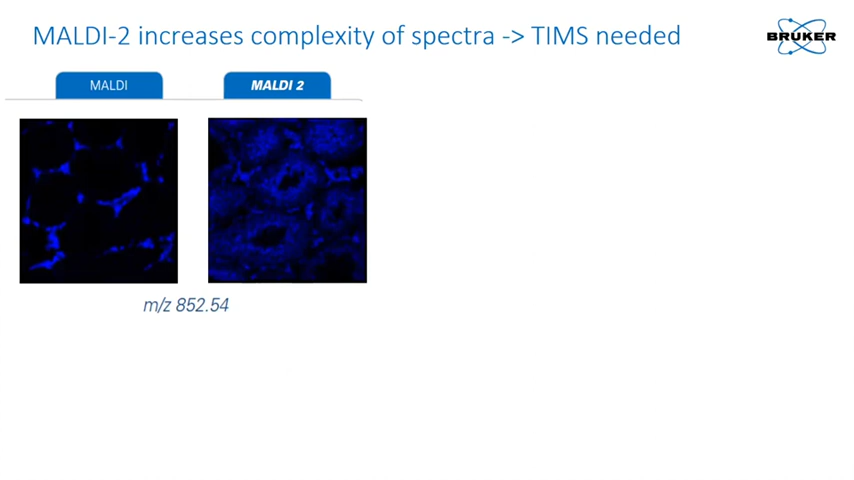 MALDI-2 increases complexity of spectra -> TIMS needed
BRUKER
MALDI
MALDI 2
m/z 852.54